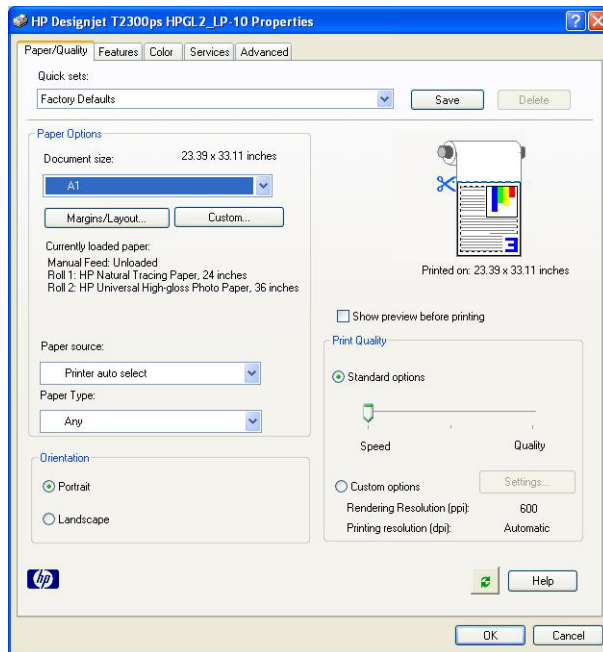 HP Designjet T2300ps HPGL2_LP-10 Properties
Paper/Quality Features Color Services Advanced
Quick sets:
Factory Defaults
Save
Delete
Paper Options
Document size: 23.39 x 33.11 inches
A1
Margins/Layout... Custom...
Currently loaded paper:
Manual Feed: Unloaded
Roll 1: HP Natural Tracing Paper, 24 inches
Roll 2: HP Universal High-gloss Photo Paper, 36 inches
Paper source:
Printer auto select
Paper Type:
Any
Orientation
Portrait
Landscape
3
Printed on: 23.39 x 33.11 inches
Show preview before printing
Print Quality
Standard options
Speed Quality
Custom options Settings...
Rendering Resolution (ppi): 600
Printing resolution (dpi): Automatic
hp
Help
OK Cancel